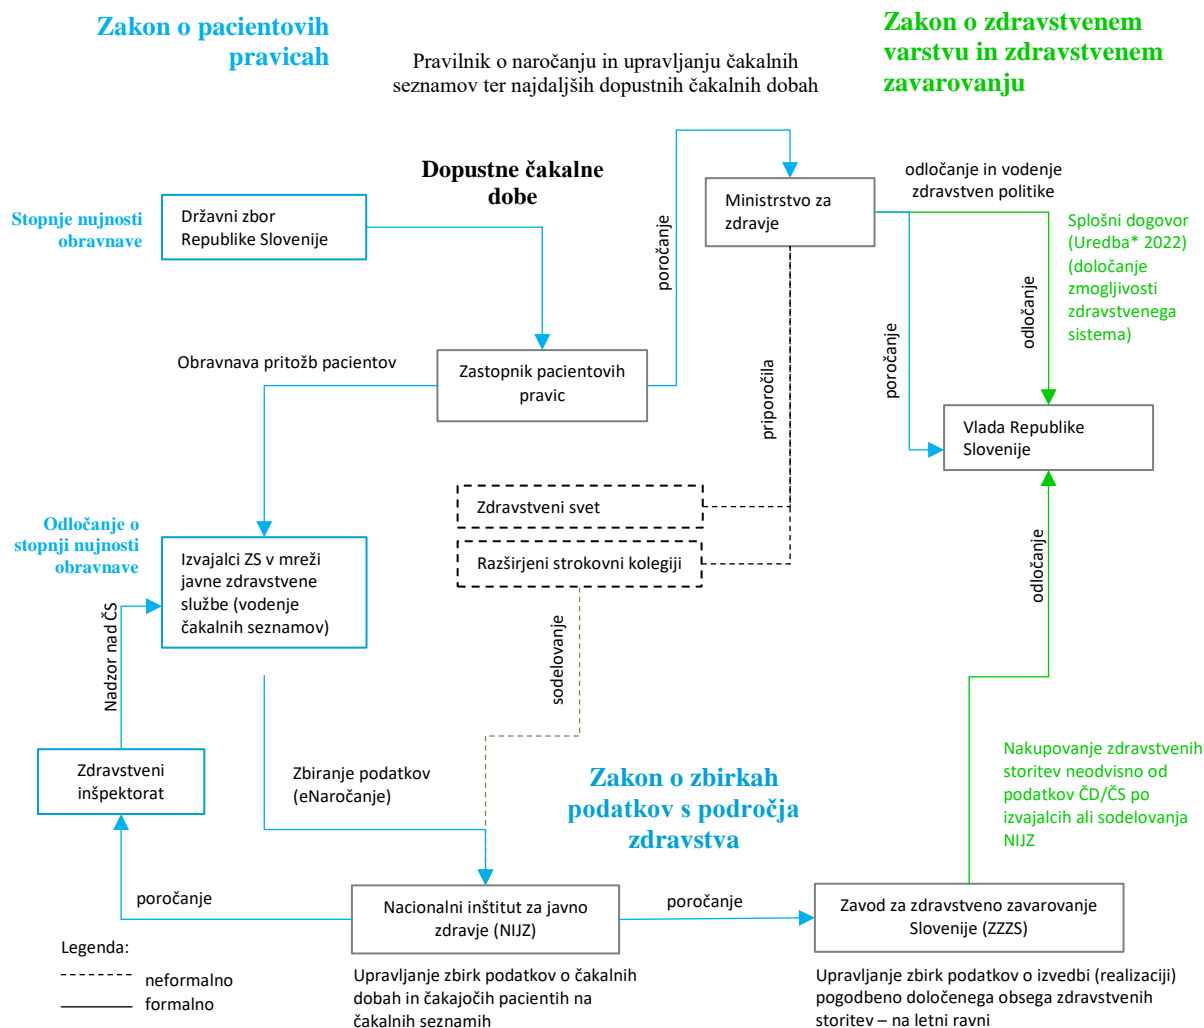 Zakon o pacientovih
pravicah
Pravilnik o naročanju in upravljanju čakalnih
seznamov ter najdaljših dopustnih čakalnih dobah
Zakon o zdravstvenem
varstvu in zdravstvenem
zavarovanju
Dopustne čakalne
dobe
Stopnje nujnosti
obravnave
Državni zbor
Republike Slovenije
poročanje
Ministrstvo za
zdravje
odločanje in vodenje
zdravstven politike
Splošni dogovor
(Uredba* 2022)
(določanje
zmogljivosti
zdravstvenega
sistema)
odločanje
poročanje
priporočila
Obravnava pritožb pacientov
Zastopnik pacientovih
pravic
Vlada Republike
Slovenije
Zdravstveni svet
Razširjeni strokovni kolegiji
Odločanje o
stopnji nujnosti
obravnave
Izvajalci ZS v mreži
javne zdravstvene
službe (vodenje
čakalnih seznamov)
odločanje
Nadzor nad ČS
sodelovanje
Zdravstveni
inšpektorat
Zbiranje podatkov
(eNaročanje)
Zakon o zbirkah
podatkov s področja
zdravstva
Nakupovanje zdravstvenih
storitev neodvisno od
podatkov ČD/ČS po
izvajalcih ali sodelovanja
NIJZ
poročanje
Nacionalni inštitut za javno
zdravje (NIJZ)
poročanje
Zavod za zdravstveno zavarovanje
Slovenije (ZZZS)
Legenda:
neformalno
formalno
Upravljanje zbirk podatkov o čakalnih
dobah in čakajočih pacientih na
čakalnih seznamih
Upravljanje zbirk podatkov o izvedbi (realizaciji)
pogodbeno določenega obsega zdravstvenih
storitev – na letni ravni